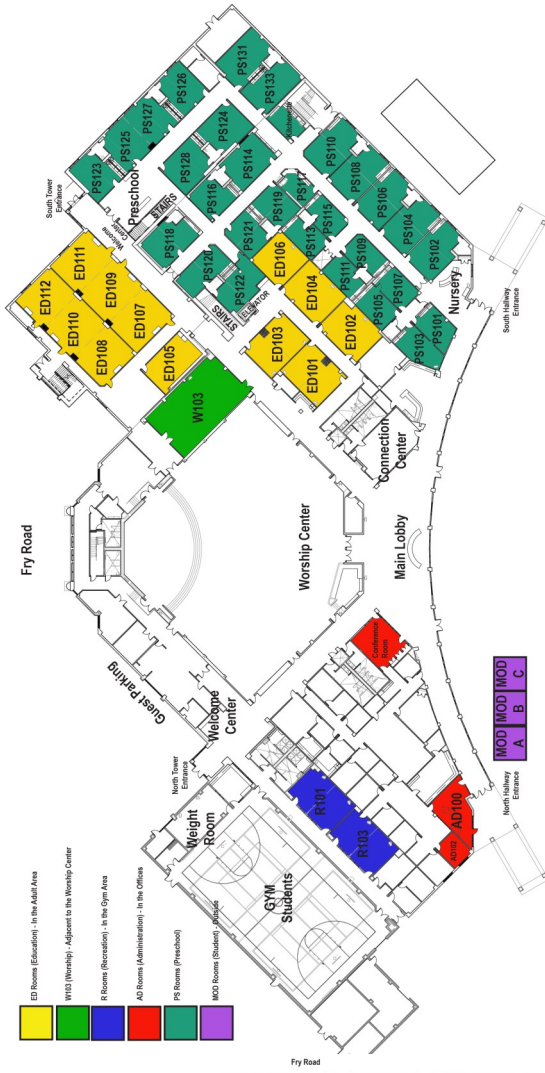 ED Rooms (Education) - In the Adult Area
W103 (Worship) - Adjacent to the Worship Center
R Rooms (Recreation) - In the Gym Area
AD Rooms (Administration) - In the Offices
PS Rooms (Preschool)
MOD Rooms (Student) - Outside
Fry Road
Guest Parking
North Tower
Entrance
Welcome
Center
Weight
Room
GYM
Students
R101
R103
AD102
AD100
North Hallway
Entrance
MOD
A
MOD
B
MOD
C
Conference
Room
Main Lobby
Worship Center
Connection
Center
W103
ED105
ED108
ED110
ED112
ED107
ED109
ED111
ED101
ED103
ED102
ED104
ED106
STAIRS
ELEVATOR
South Tower
Entrance
Welcome
Center
Preschool
STAIRS
PS123
PS125
PS127
PS126
PS131
PS133
PS118
PS128
PS124
PS116
PS114
Kitchenette
PS120
PS122
PS121
PS119
PS117
PS113
PS115
PS111
PS109
PS105
PS107
PS103
PS101
PS110
PS108
PS106
PS104
PS102
Nursery
South Hallway
Entrance
Fry Road